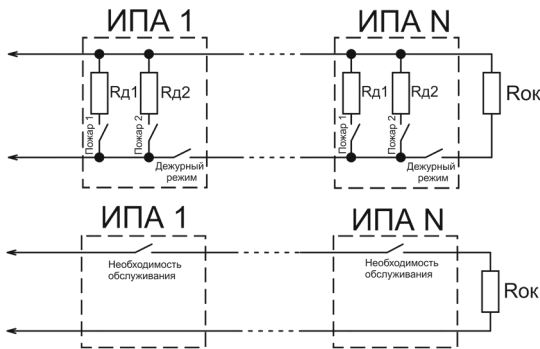 ИПА 1
ИПА N
Rд1
Rд2
Пожар 1
Пожар 2
Дежурный
режим
Rд1
Rд2
Пожар 1
Пожар 2
Дежурный
режим
Rок
ИПА 1
ИПА N
Необходимость
обслуживания
Необходимость
обслуживания
Rок